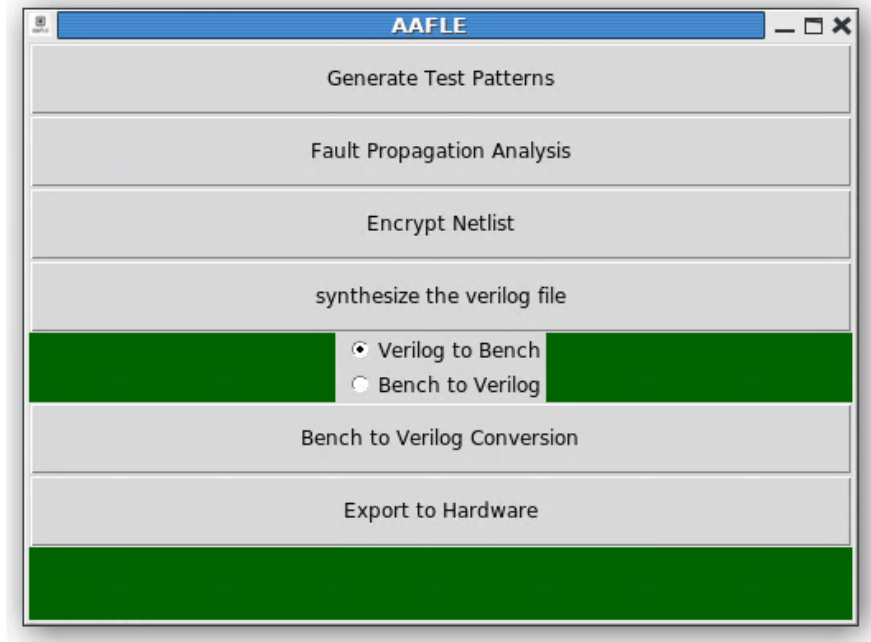 AAFLE
Generate Test Patterns
Fault Propagation Analysis
Encrypt Netlist
synthesize the verilog file
Verilog to Bench
Bench to Verilog
Bench to Verilog Conversion
Export to Hardware